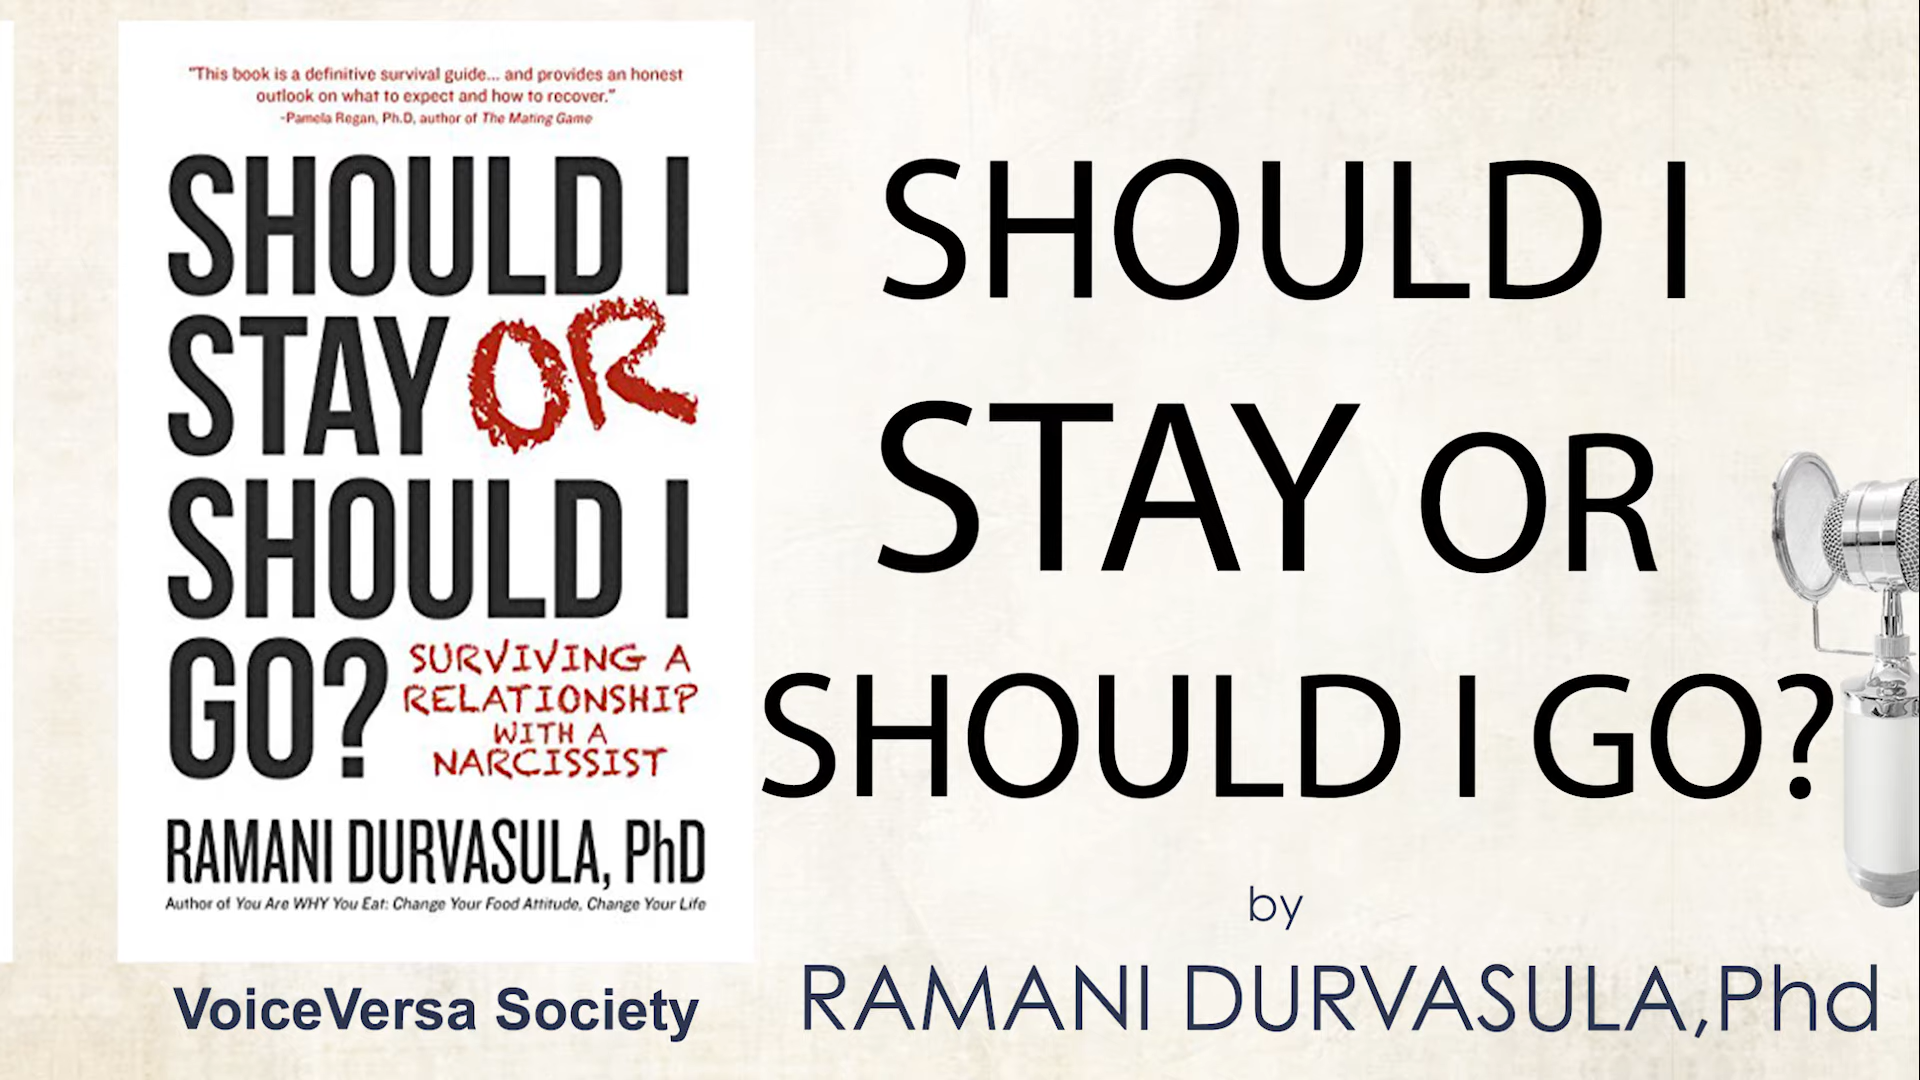 "This book is a definitive survival guide... and provides an honest
outlook on what to expect and how to recover."
-Pamela Regan, Ph.D, author of The Mating Game
SHOULD I
STAY OR
SHOULD I
GO?
SURVIVING A
RELATIONSHIP
WITH A
NARCISSIST
RAMANI DURVASULA, PhD
Author of You Are WHY You Eat: Change Your Food Attitude, Change Your Life
VoiceVersa Society
SHOULD I
STAY OR
SHOULD I GO?
by
RAMANI DURVASULA,Phd